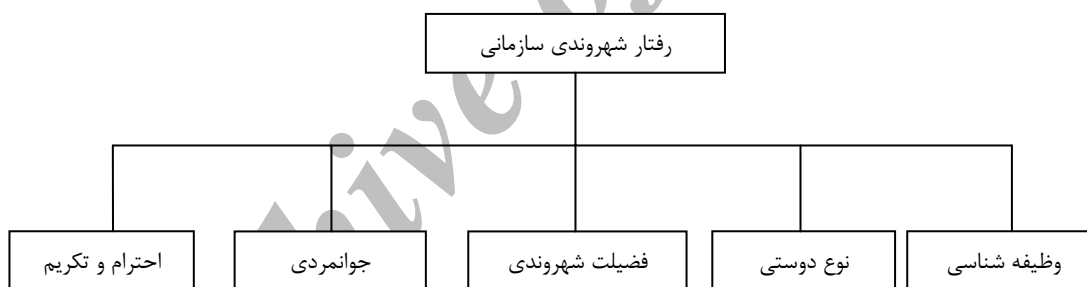 رفتار شهروندی سازمانی
وظیفه شناسی
نوع دوستی
فضیلت شهروندی
جوانمردی
احترام و تکریم